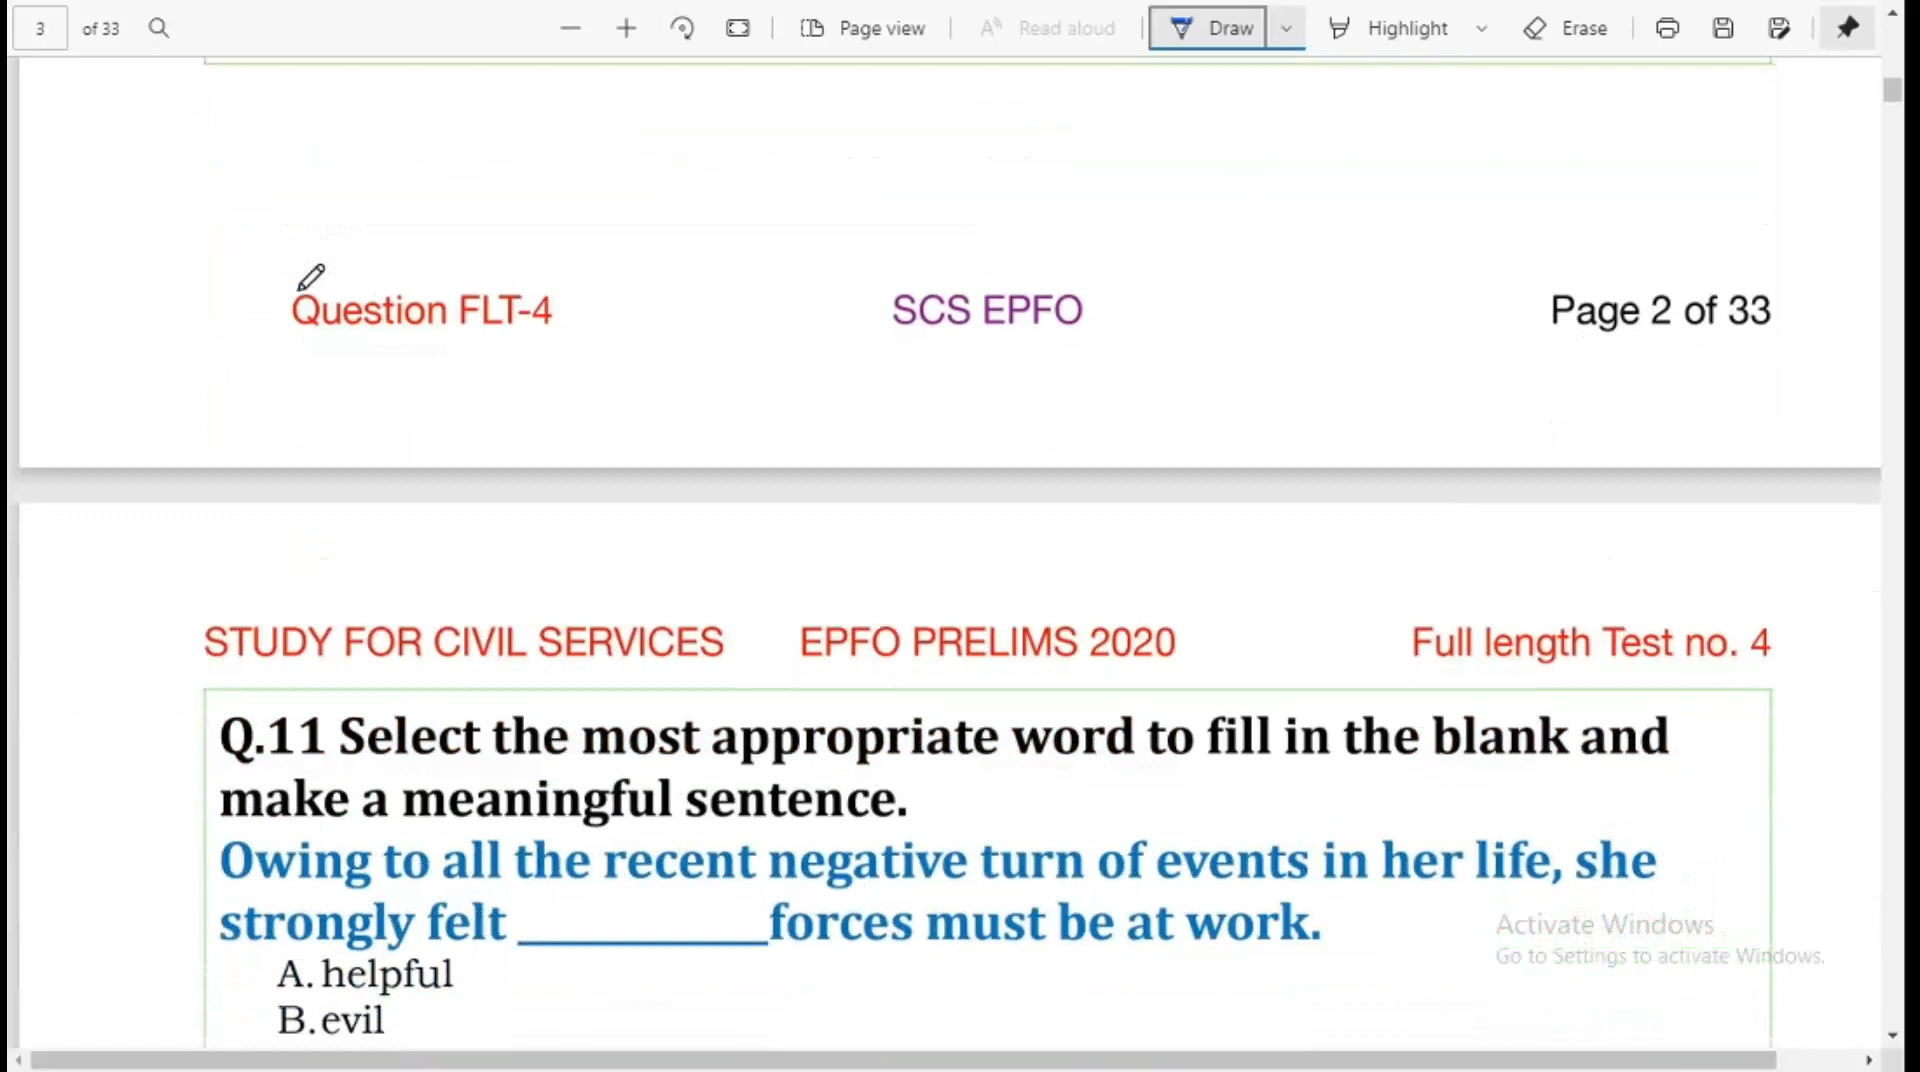 3 of 33 Page view Read aloud Draw Highlight Erase
Question FLT-4 SCS EPFO Page 2 of 33
STUDY FOR CIVIL SERVICES EPFO PRELIMS 2020 Full length Test no. 4
Q.11 Select the most appropriate word to fill in the blank and
make a meaningful sentence.
Owing to all the recent negative turn of events in her life, she
strongly felt __________forces must be at work.
Activate Windows
Go to Settings to activate Windows.
A. helpful
B. evil